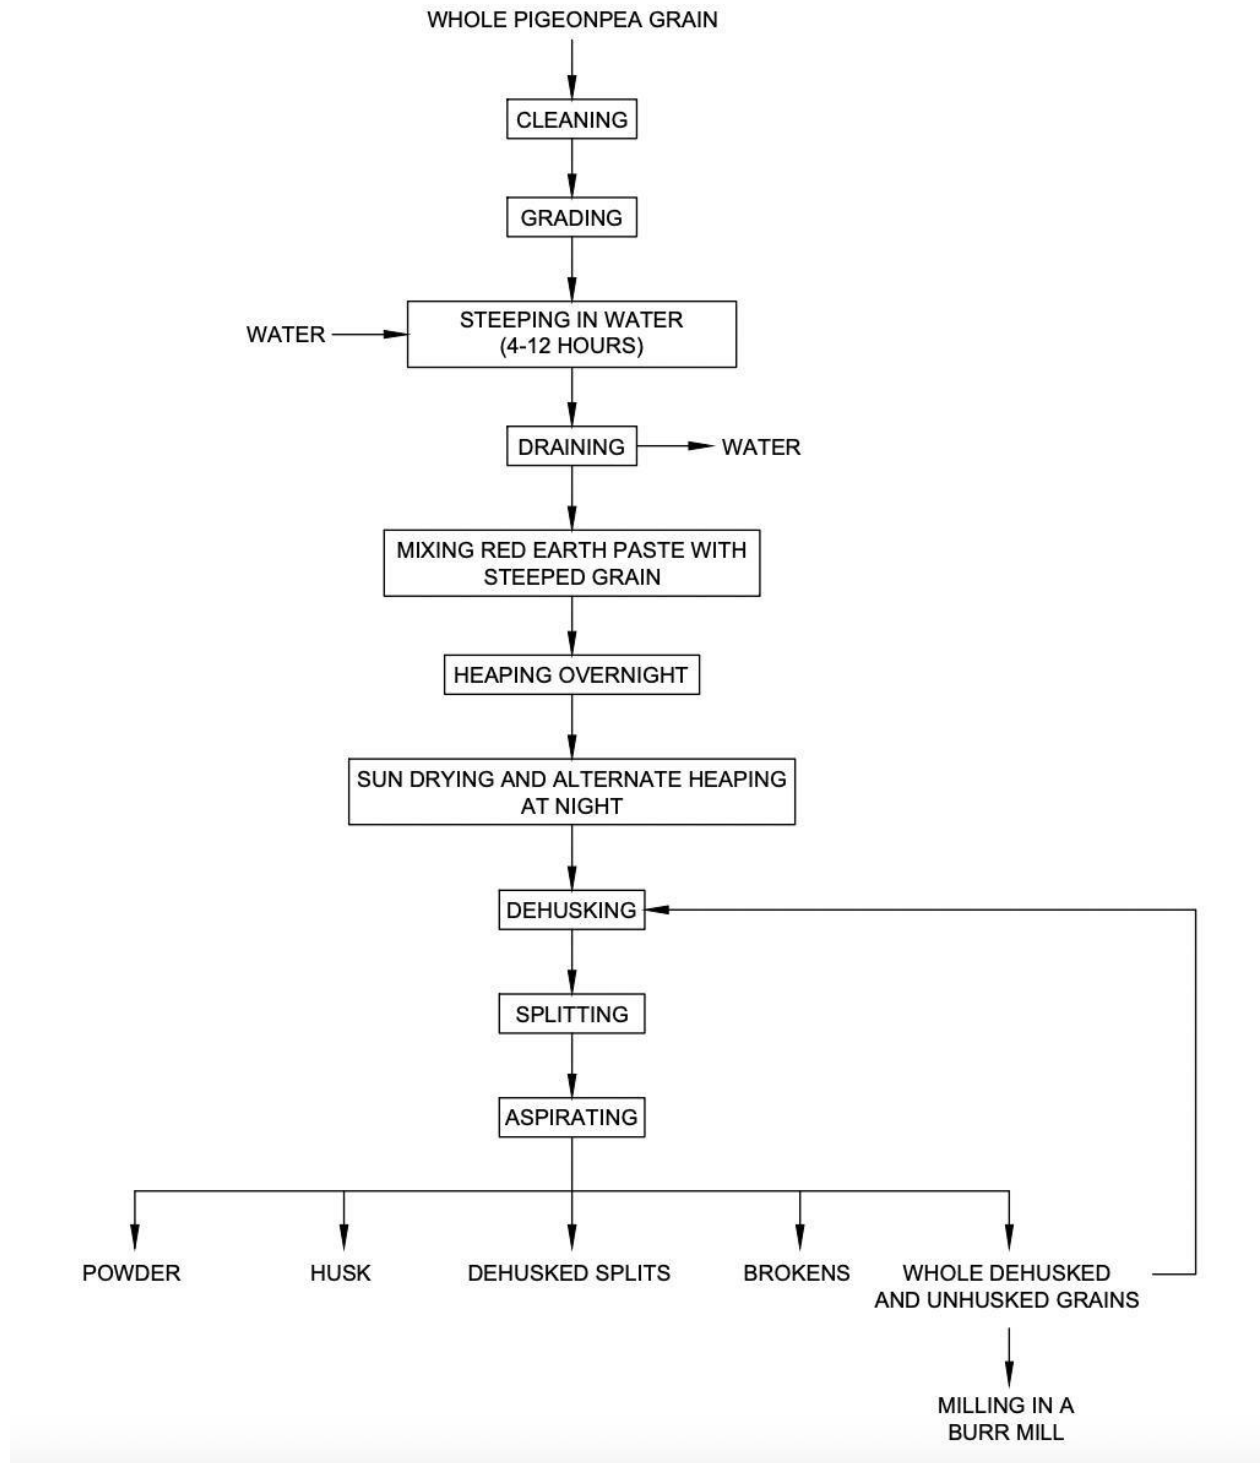 WHOLE PIGEONPEA GRAIN
CLEANING
GRADING
WATER
STEEPING IN WATER
(4-12 HOURS)
DRAINING
WATER
MIXING RED EARTH PASTE WITH
STEEPED GRAIN
HEAPING OVERNIGHT
SUN DRYING AND ALTERNATE HEAPING
AT NIGHT
DEHUSKING
SPLITTING
ASPIRATING
POWDER
HUSK
DEHUSKED SPLITS
BROKENS
WHOLE DEHUSKED
AND UNHUSKED GRAINS
MILLING IN A
BURR MILL